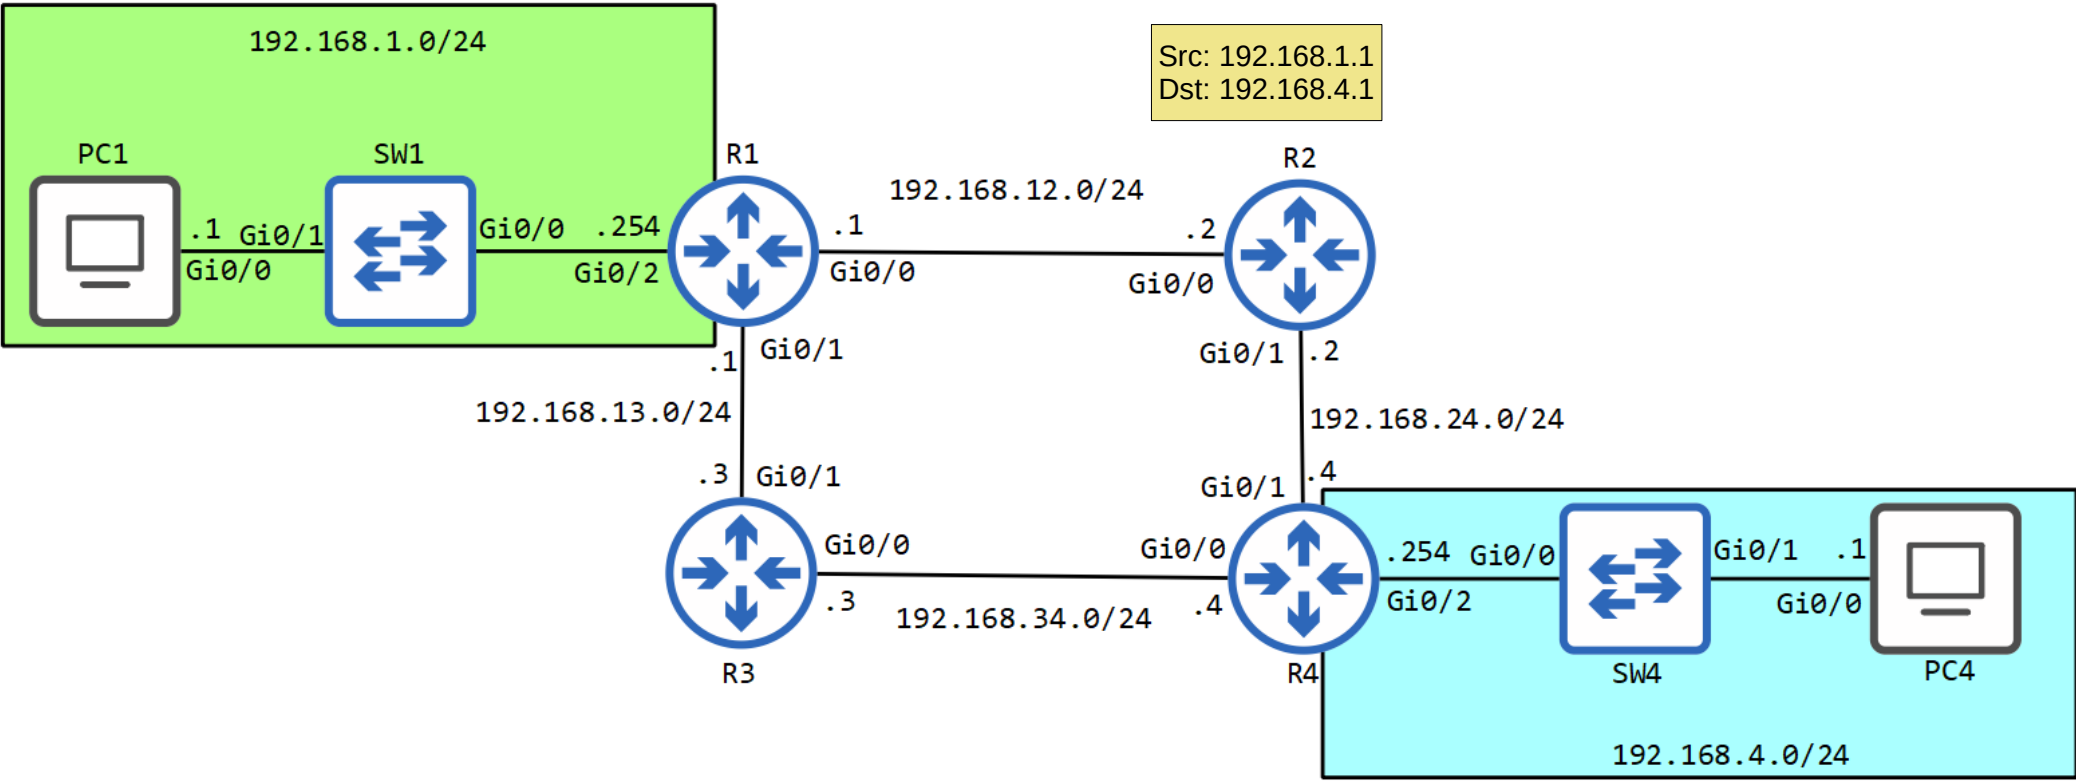 192.168.1.0/24
Src: 192.168.1.1
Dst: 192.168.4.1
PC1
SW1
R1
R2
192.168.12.0/24
.1
Gi0/1
Gi0/0
.254
.1
.2
Gi0/0
Gi0/2
Gi0/0
Gi0/0
.1
Gi0/1
Gi0/1
.2
192.168.13.0/24
192.168.24.0/24
.3
Gi0/1
Gi0/1
.4
Gi0/0
Gi0/0
.254
Gi0/0
Gi0/1
.1
.3
192.168.34.0/24
.4
Gi0/2
Gi0/0
R3
R4
SW4
PC4
192.168.4.0/24